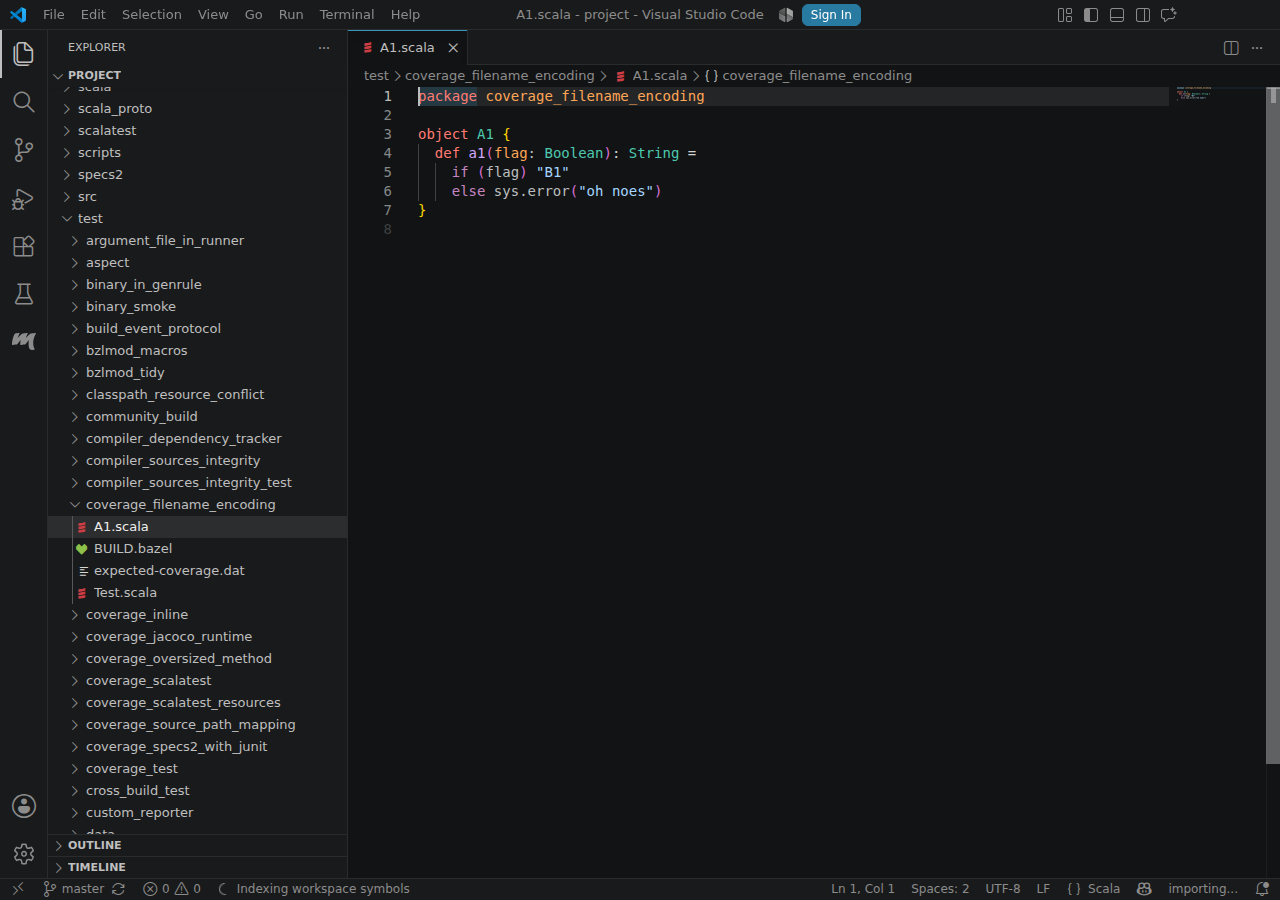 File Edit Selection View Go Run Terminal Help
A1.scala - project - Visual Studio Code
Sign In
EXPLORER
PROJECT
scala
scala_proto
scalatest
scripts
specs2
src
test
argument_file_in_runner
aspect
binary_in_genrule
binary_smoke
build_event_protocol
bzlmod_macros
bzlmod_tidy
classpath_resource_conflict
community_build
compiler_dependency_tracker
compiler_sources_integrity
compiler_sources_integrity_test
coverage_filename_encoding
A1.scala
BUILD.bazel
expected-coverage.dat
Test.scala
coverage_inline
coverage_jacoco_runtime
coverage_oversized_method
coverage_scalatest
coverage_scalatest_resources
coverage_source_path_mapping
coverage_specs2_with_junit
coverage_test
cross_build_test
custom_reporter
data
OUTLINE
TIMELINE
A1.scala
test > coverage_filename_encoding > A1.scala > { } coverage_filename_encoding
1 package coverage_filename_encoding
2
3 object A1 {
4 def a1(flag: Boolean): String =
5 if (flag) "B1"
6 else sys.error("oh noes")
7 }
8
master 0 0 Indexing workspace symbols
Ln 1, Col 1 Spaces: 2 UTF-8 LF { } Scala importing...